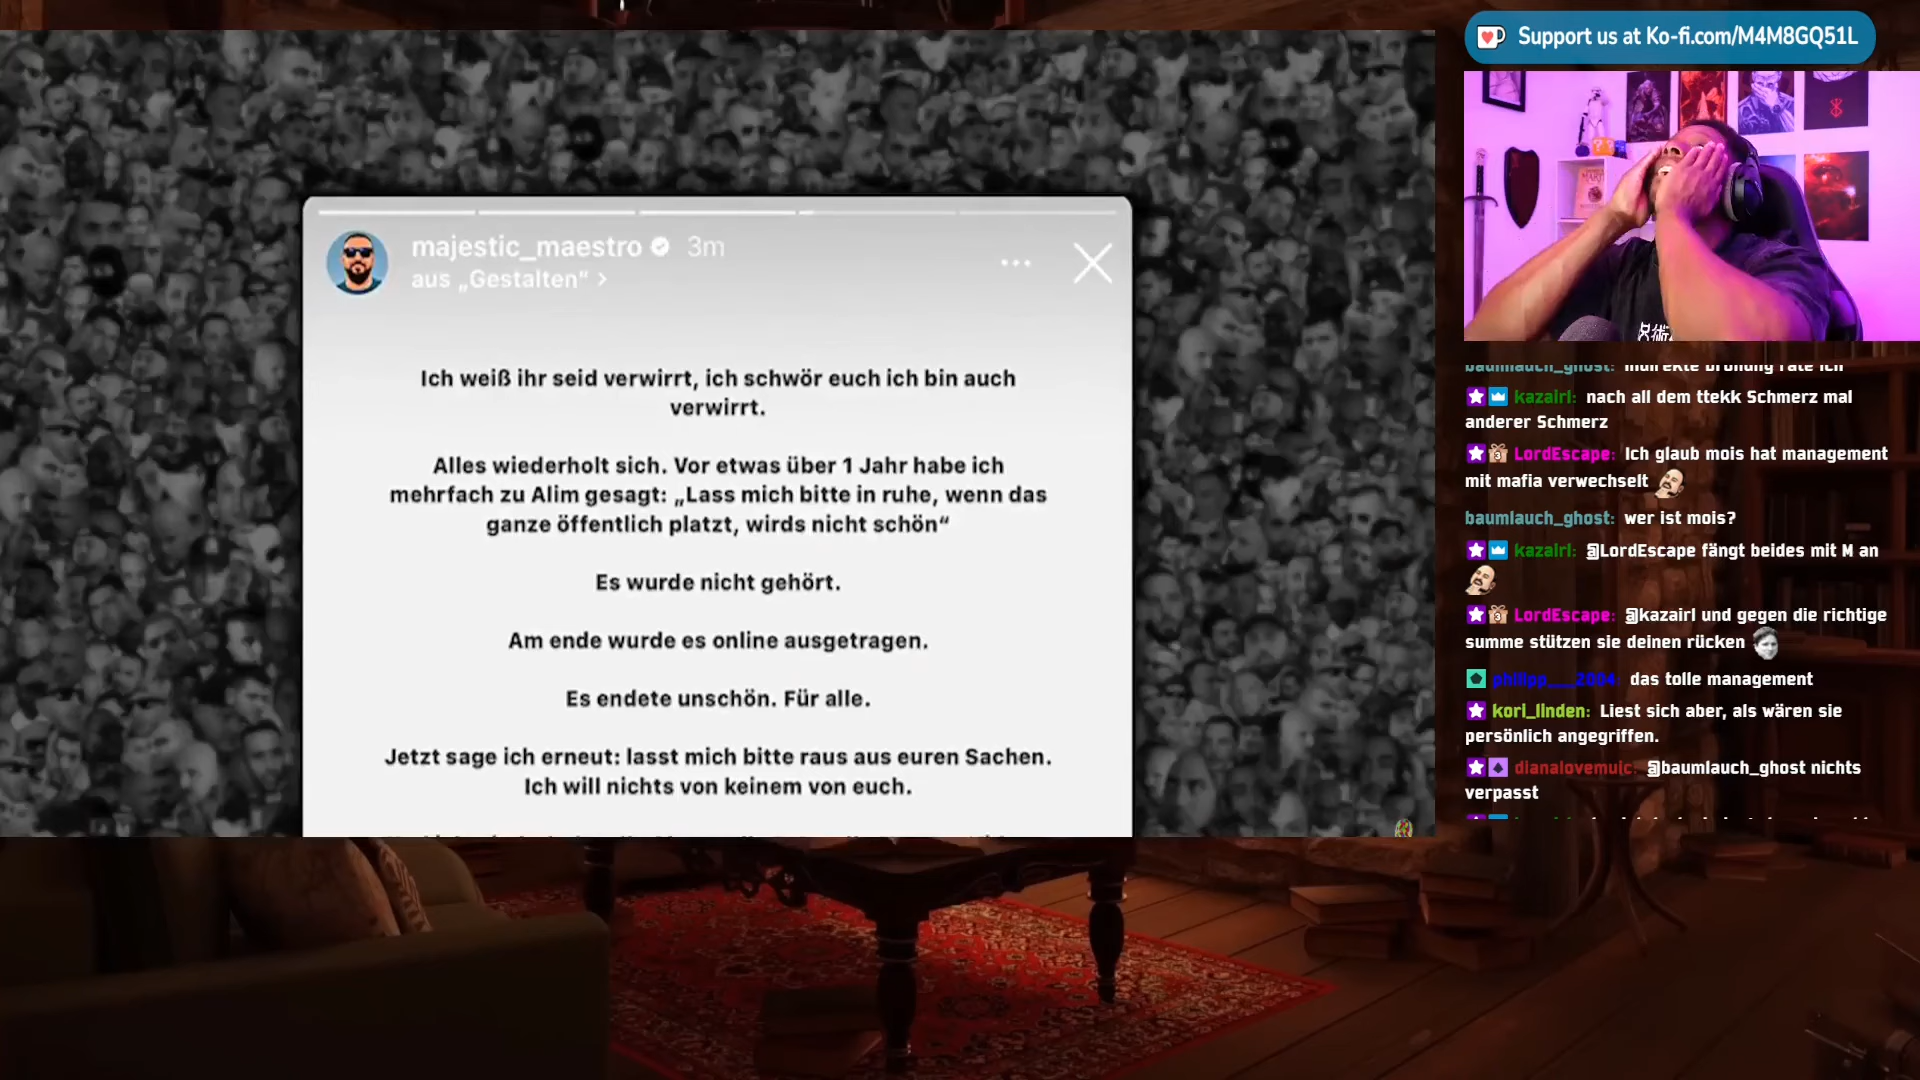 Support us at Ko-fi.com/M4M8GQ51L
majestic_maestro 3m
aus „Gestalten“ >
Ich weiß ihr seid verwirrt, ich schwör euch ich bin auch
verwirrt.
Alles wiederholt sich. Vor etwas über 1 Jahr habe ich
mehrfach zu Alim gesagt: „Lass mich bitte in ruhe, wenn das
ganze öffentlich platzt, wirds nicht schön“
Es wurde nicht gehört.
Am ende wurde es online ausgetragen.
Es endete unschön. Für alle.
Jetzt sage ich erneut: lasst mich bitte raus aus euren Sachen.
Ich will nichts von keinem von euch.
baumlauch_ghost: indirekte drohung rate ich
kazairl: nach all dem ttekk Schmerz mal
anderer Schmerz
LordEscape: Ich glaub mois hat management
mit mafia verwechselt
baumlauch_ghost: wer ist mois?
kazairl: @LordEscape fängt beides mit M an
LordEscape: @kazairl und gegen die richtige
summe stützen sie deinen rücken
philipp__2004: das tolle management
kori_linden: Liest sich aber, als wären sie
persönlich angegriffen.
dianalovemuic: @baumlauch_ghost nichts
verpasst